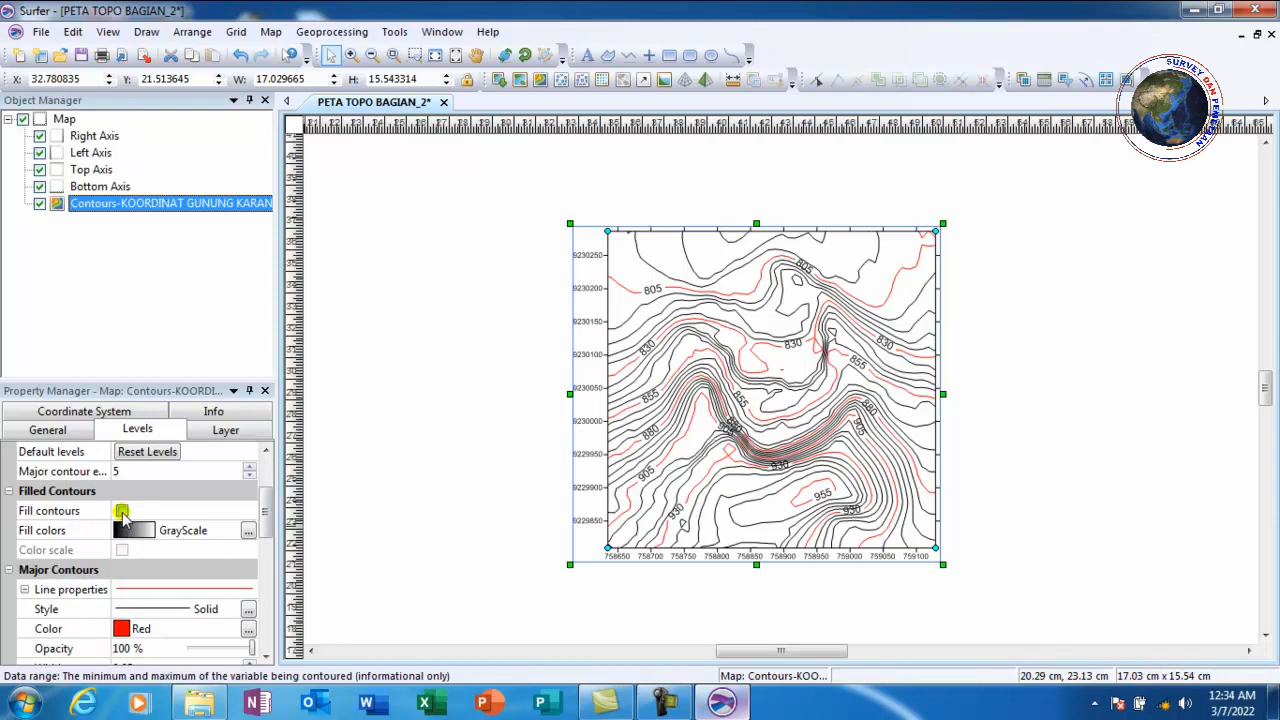 Surfer - [PETA TOPO BAGIAN_2*]
File Edit View Draw Arrange Grid Map Geoprocessing Tools Window Help
X: 32.780835 Y: 21.513645 W: 17.029665 H: 15.543314
Object Manager
PETA TOPO BAGIAN_2*
SURVEY DAN PEMETAAN
Map
Right Axis
Left Axis
Top Axis
Bottom Axis
Contours-KOORDINAT GUNUNG KARAN
9230250
9230200
9230150
9230100
9230050
9230000
9229950
9229900
9229850
805
805
830
830
830
855
855
855
880
880
880
905
905
930
930
930
955
758650 758700 758750 758800 758850 758900 758950 759000 759050 759100
Property Manager - Map: Contours-KOORDI...
Coordinate System Info
General Levels Layer
Default levels Reset Levels
Major contour e... 5
Filled Contours
Fill contours
Fill colors GrayScale
Color scale
Major Contours
Line properties
Style Solid
Color Red
Opacity 100 %
Data range: The minimum and maximum of the variable being contoured (informational only)
Map: Contours-KOO... 20.29 cm, 23.13 cm 17.03 cm x 15.54 cm
12:34 AM
3/7/2022